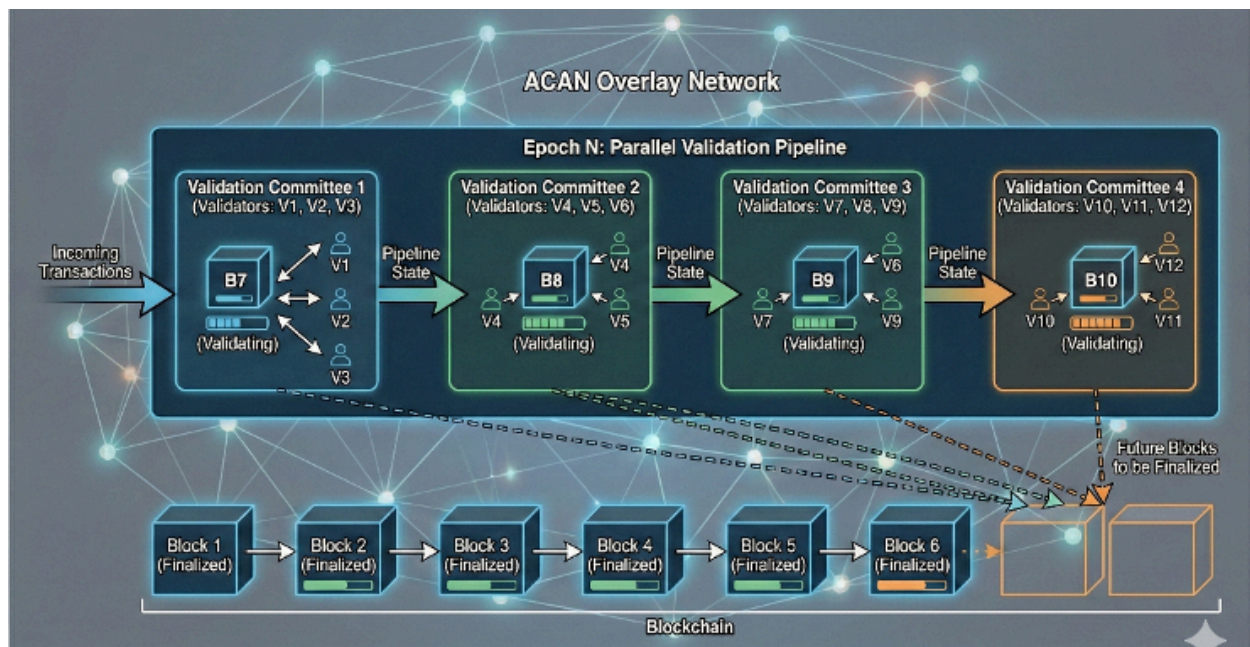 ACAN Overlay Network
Epoch N: Parallel Validation Pipeline
Validation Committee 1
(Validators: V1, V2, V3)
B7
V1
V2
V3
(Validating)
Validation Committee 2
(Validators: V4, V5, V6)
B8
V4
V4
V5
(Validating)
Validation Committee 3
(Validators: V7, V8, V9)
B9
V6
V7
V9
(Validating)
Validation Committee 4
(Validators: V10, V11, V12)
B10
V12
V10
V11
(Validating)
Incoming
Transactions
Pipeline
State
Pipeline
State
Pipeline
State
Future Blocks
to be Finalized
Block 1
(Finalized)
Block 2
(Finalized)
Block 3
(Finalized)
Block 4
(Finalized)
Block 5
(Finalized)
Block 6
(Finalized)
Blockchain